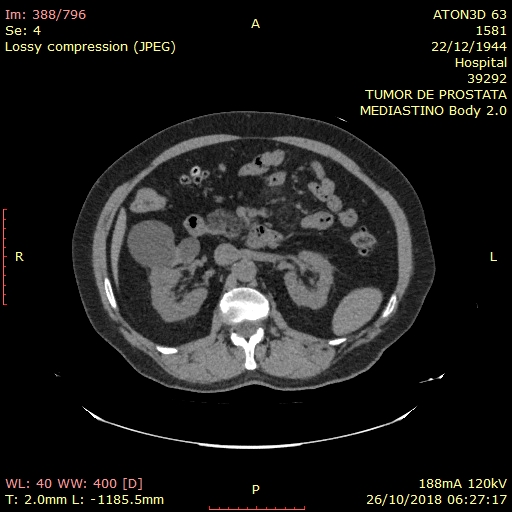 Im: 388/796
Se: 4
Lossy compression (JPEG)
A
ATON3D 63
1581
22/12/1944
Hospital
39292
TUMOR DE PROSTATA
MEDIASTINO Body 2.0
R
L
WL: 40 WW: 400 [D]
T: 2.0mm L: -1185.5mm
P
188mA 120kV
26/10/2018 06:27:17